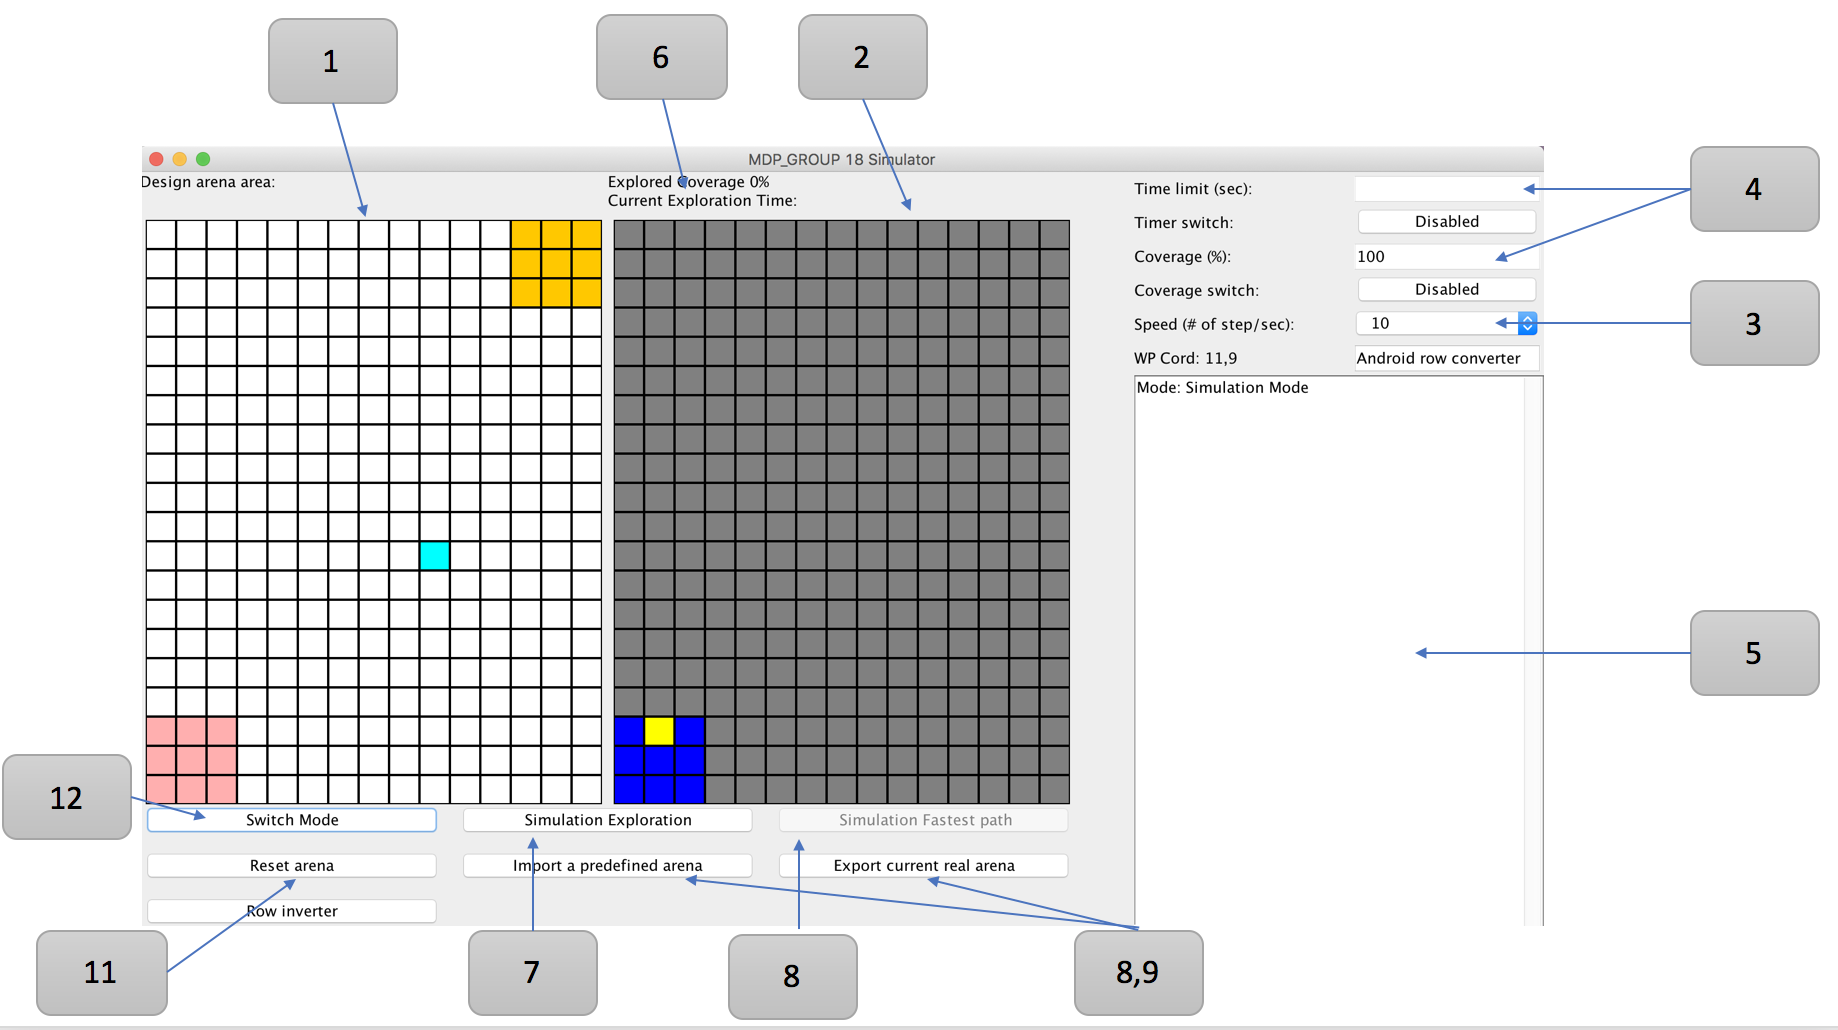 1
6
2
MDP_GROUP 18 Simulator
Design arena area:
Explored Coverage 0%
Current Exploration Time:
Time limit (sec):
4
Timer switch:
Disabled
Coverage (%):
100
Coverage switch:
Disabled
Speed (# of step/sec):
10
3
WP Cord: 11,9
Android row converter
Mode: Simulation Mode
5
12
Switch Mode
Simulation Exploration
Simulation Fastest path
Reset arena
Import a predefined arena
Export current real arena
Row inverter
11
7
8
8,9